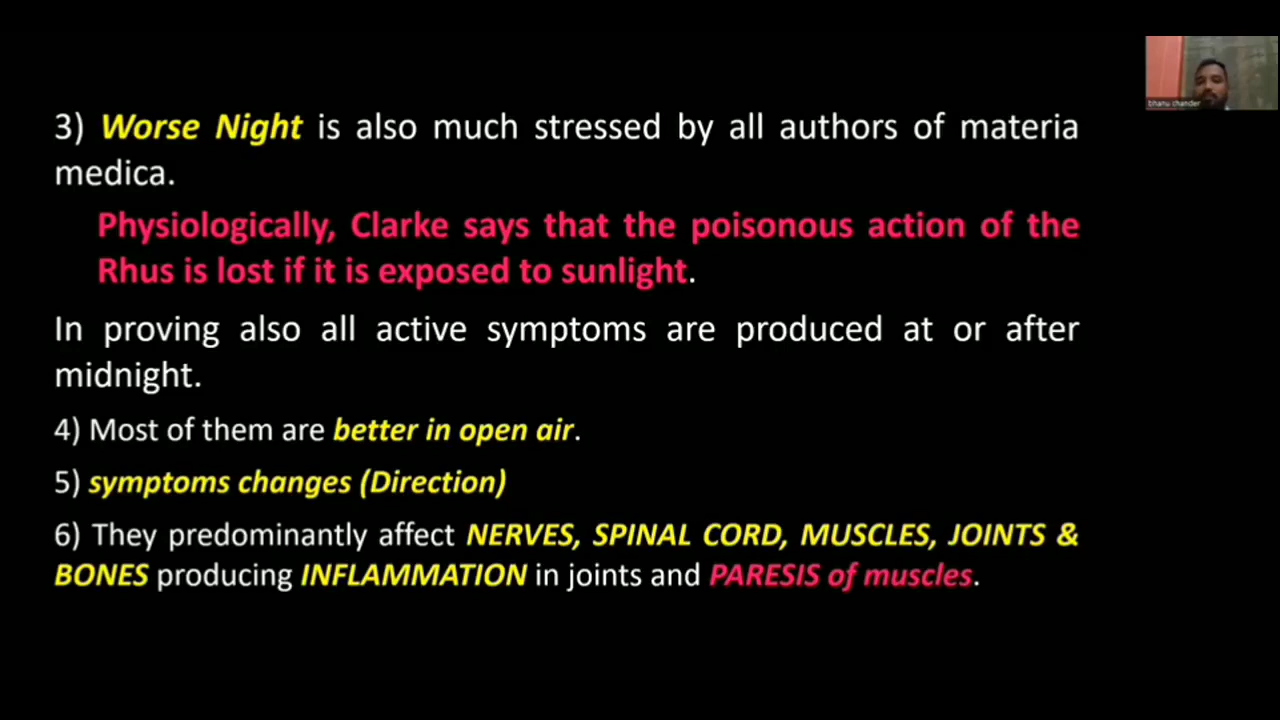 bhanu chander
3) Worse Night is also much stressed by all authors of materia
medica.
Physiologically, Clarke says that the poisonous action of the
Rhus is lost if it is exposed to sunlight.
In proving also all active symptoms are produced at or after
midnight.
4) Most of them are better in open air.
5) symptoms changes (Direction)
6) They predominantly affect NERVES, SPINAL CORD, MUSCLES, JOINTS &
BONES producing INFLAMMATION in joints and PARESIS of muscles.